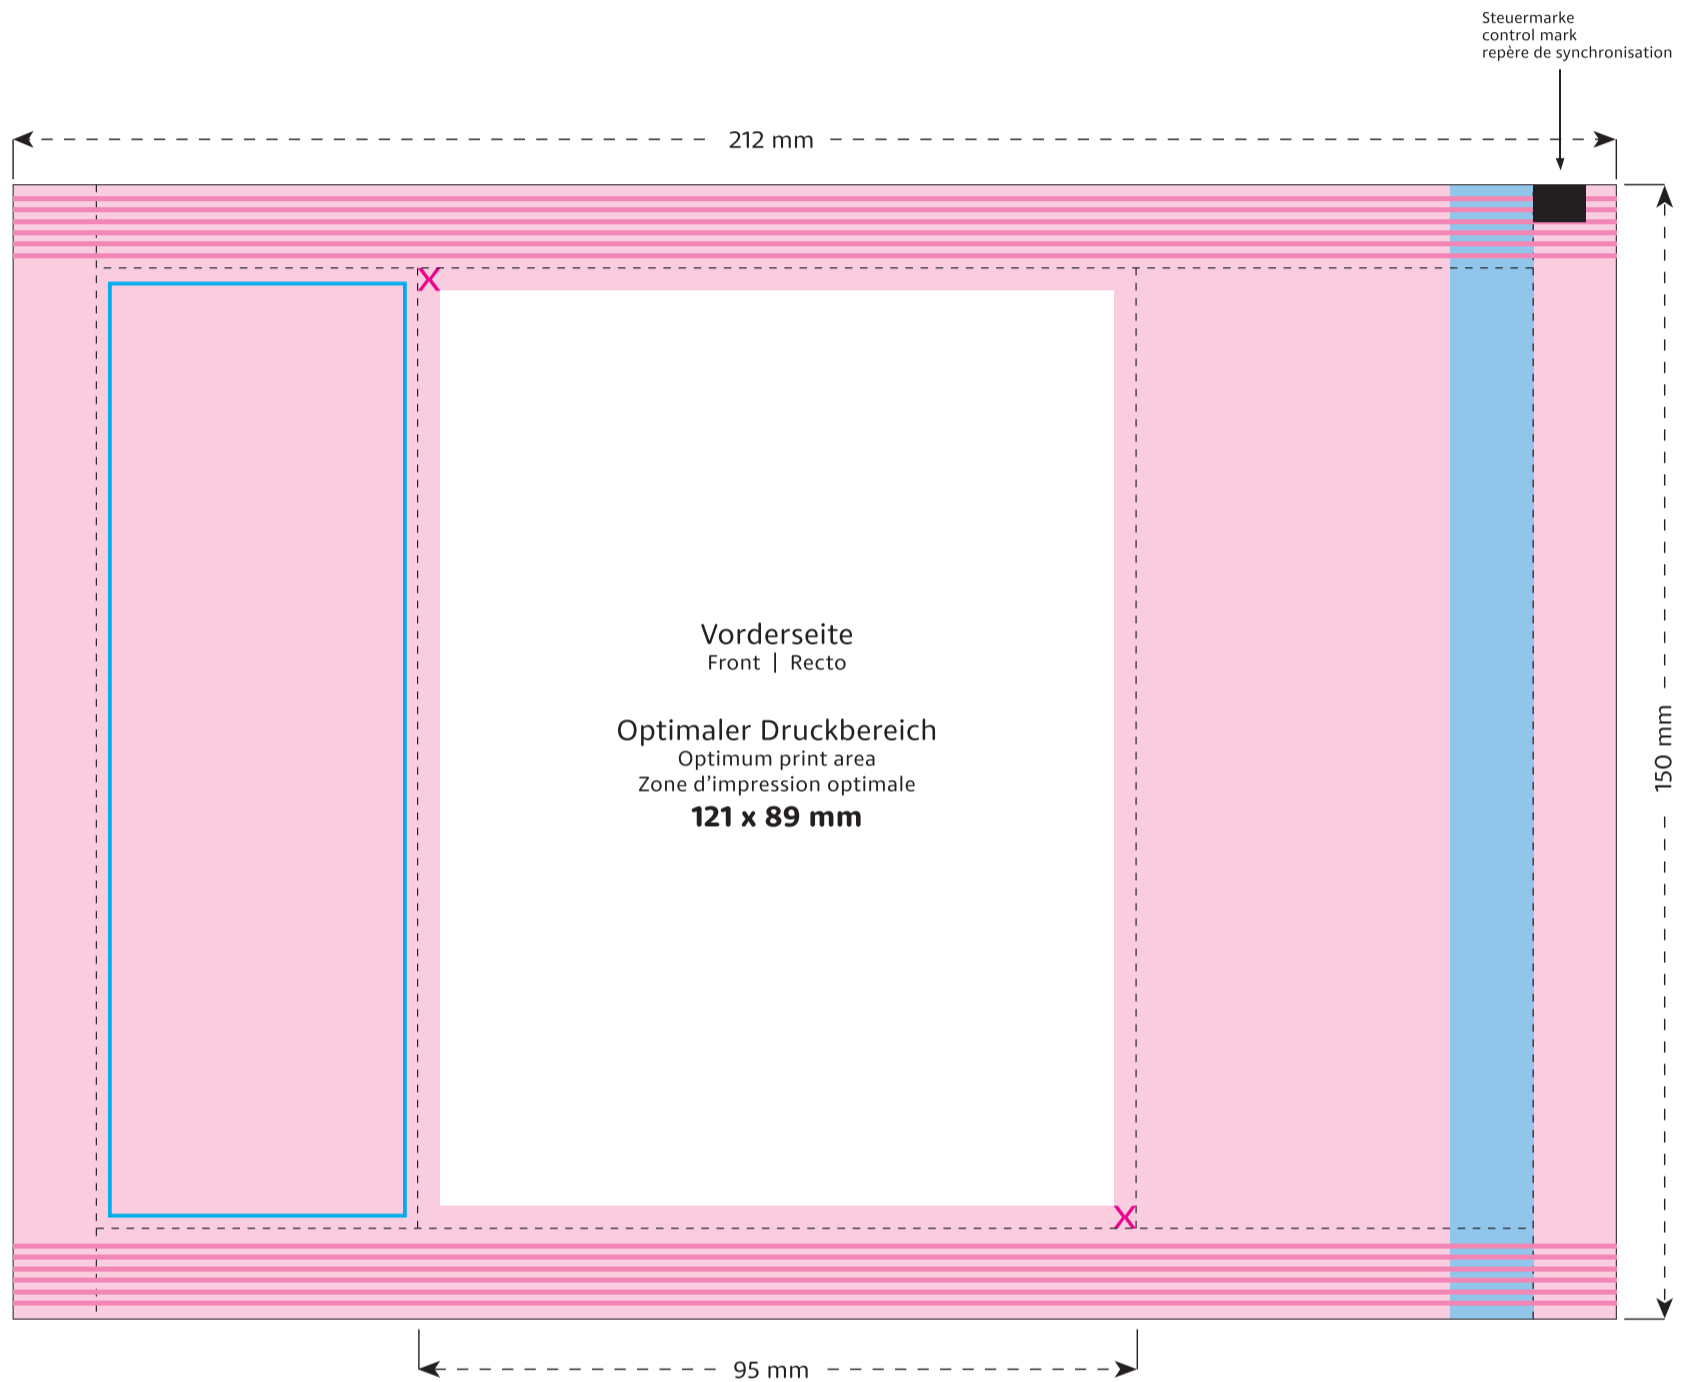 Steuermarke
control mark
repère de synchronisation
212 mm
X
Vorderseite
Front | Recto
Optimaler Druckbereich
Optimum print area
Zone d’impression optimale
121 x 89 mm
150 mm
X
95 mm